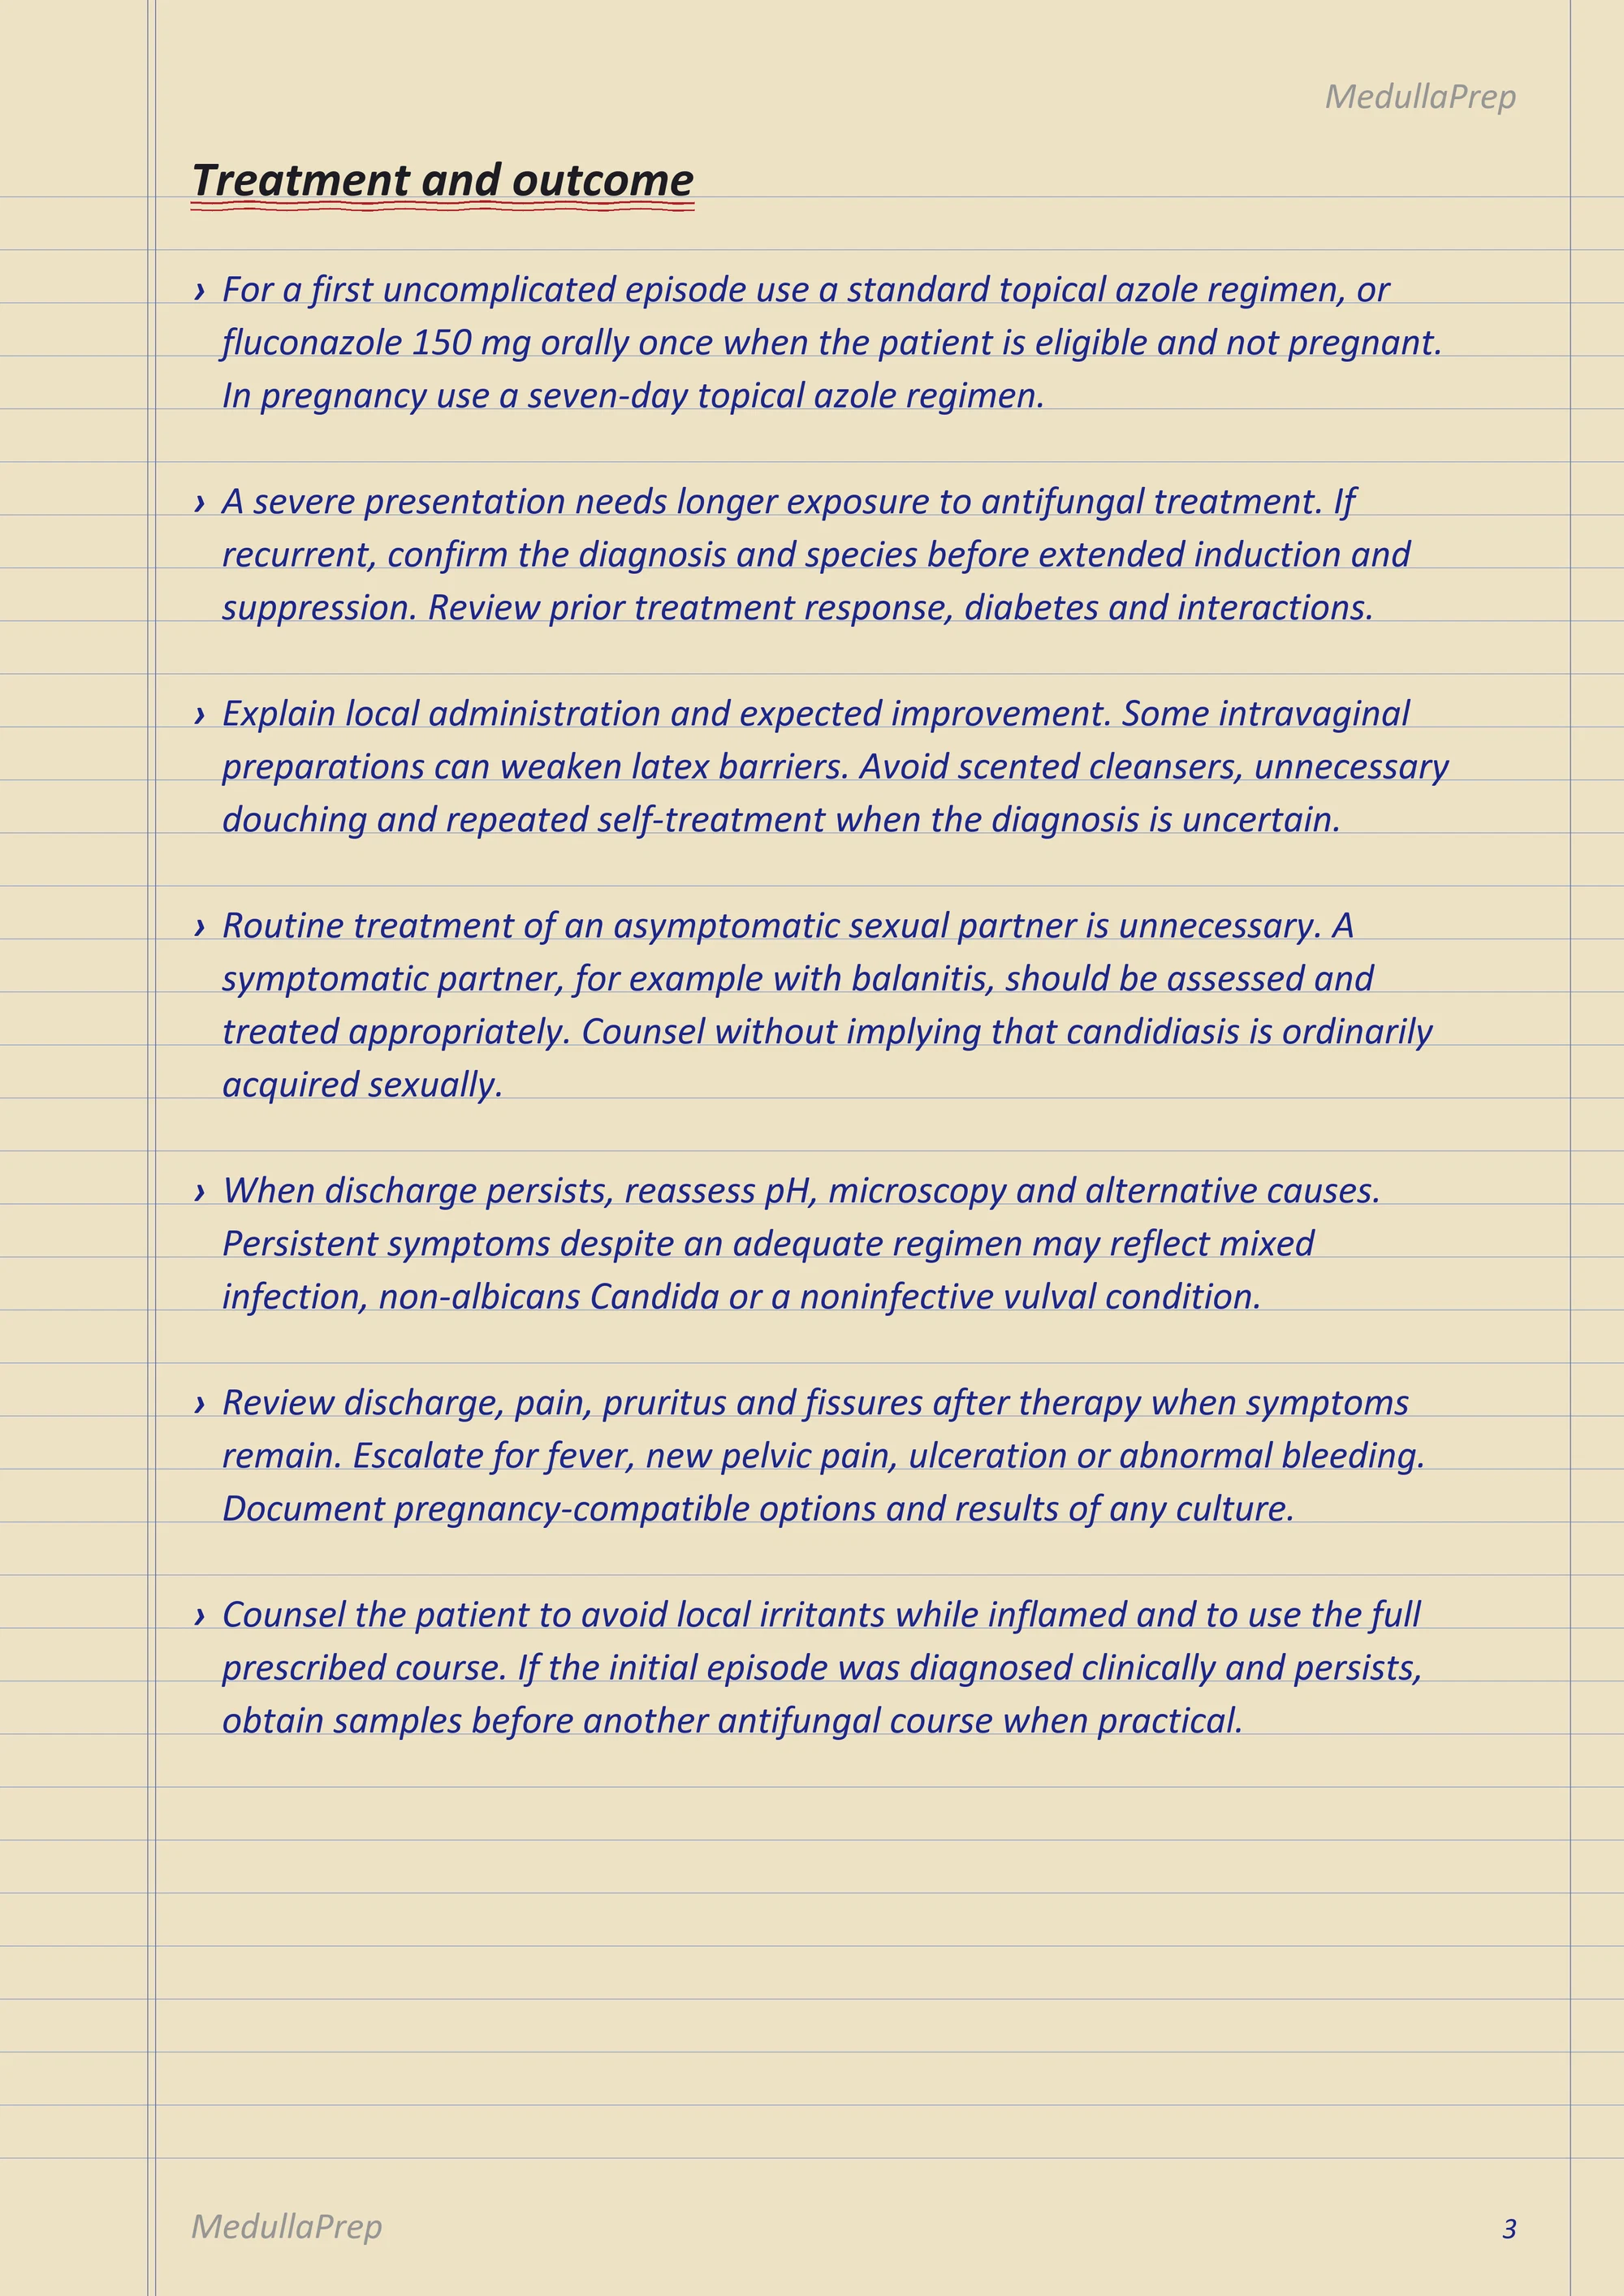 MedullaPrep
Treatment and outcome
› For a first uncomplicated episode use a standard topical azole regimen, or
fluconazole 150 mg orally once when the patient is eligible and not pregnant.
In pregnancy use a seven-day topical azole regimen.
› A severe presentation needs longer exposure to antifungal treatment. If
recurrent, confirm the diagnosis and species before extended induction and
suppression. Review prior treatment response, diabetes and interactions.
› Explain local administration and expected improvement. Some intravaginal
preparations can weaken latex barriers. Avoid scented cleansers, unnecessary
douching and repeated self-treatment when the diagnosis is uncertain.
› Routine treatment of an asymptomatic sexual partner is unnecessary. A
symptomatic partner, for example with balanitis, should be assessed and
treated appropriately. Counsel without implying that candidiasis is ordinarily
acquired sexually.
› When discharge persists, reassess pH, microscopy and alternative causes.
Persistent symptoms despite an adequate regimen may reflect mixed
infection, non-albicans Candida or a noninfective vulval condition.
› Review discharge, pain, pruritus and fissures after therapy when symptoms
remain. Escalate for fever, new pelvic pain, ulceration or abnormal bleeding.
Document pregnancy-compatible options and results of any culture.
› Counsel the patient to avoid local irritants while inflamed and to use the full
prescribed course. If the initial episode was diagnosed clinically and persists,
obtain samples before another antifungal course when practical.
MedullaPrep
3